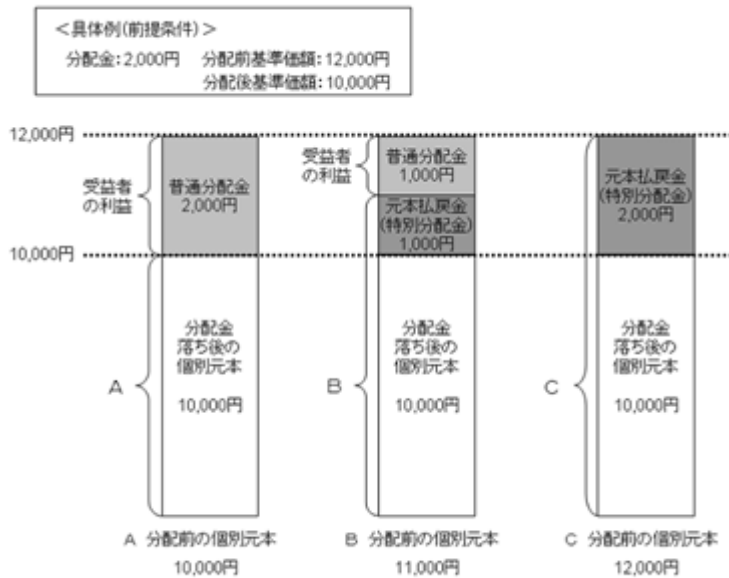 ＜具体例(前提条件)＞
分配金：2,000円　分配前基準価額：12,000円
分配後基準価額：10,000円
12,000円
10,000円
受益者
の利益
普通分配金
2,000円
A
分配金
落ち後の
個別元本
10,000円
受益者
の利益
普通分配金
1,000円
元本払戻金
(特別分配金)
1,000円
B
分配金
落ち後の
個別元本
10,000円
元本払戻金
(特別分配金)
2,000円
C
分配金
落ち後の
個別元本
10,000円
A 分配前の個別元本
10,000円
B 分配前の個別元本
11,000円
C 分配前の個別元本
12,000円